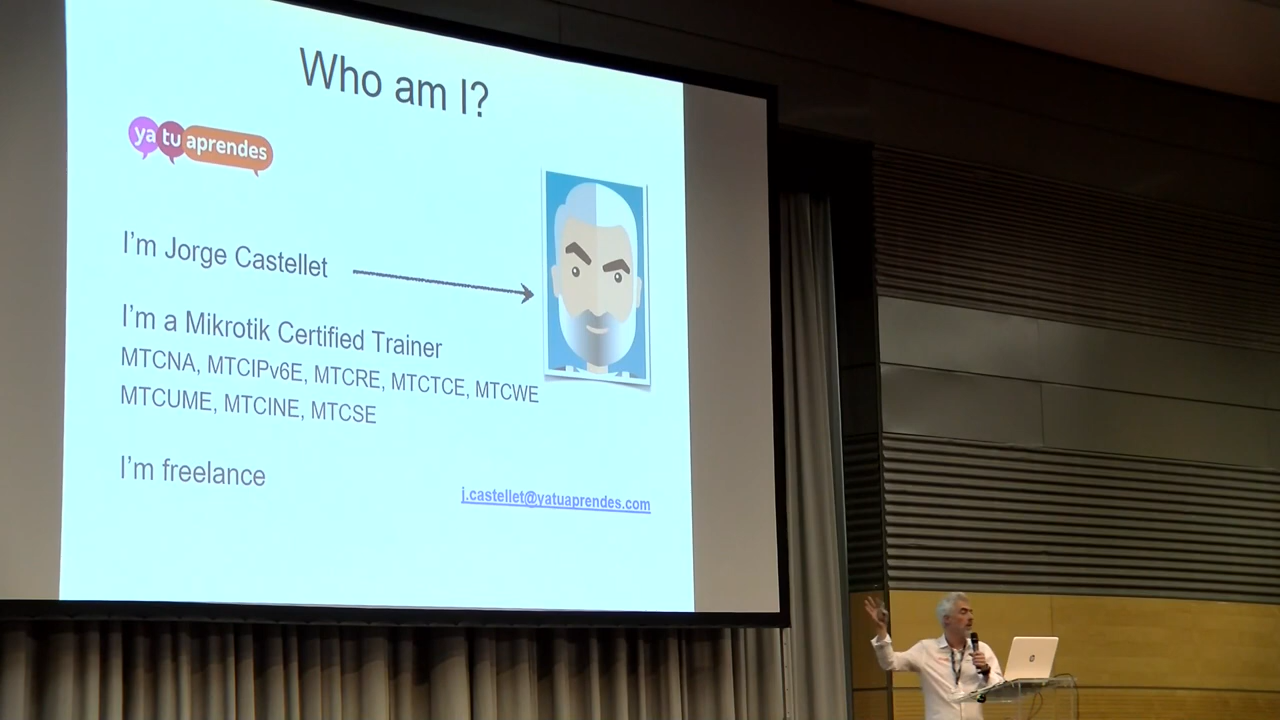 Who am I?
ya tu aprendes
I'm Jorge Castellet
I'm a Mikrotik Certified Trainer
MTCNA, MTCIPv6E, MTCRE, MTCTCE, MTCWE
MTCUME, MTCINE, MTCSE
I'm freelance
j.castellet@yatuaprendes.com
hp